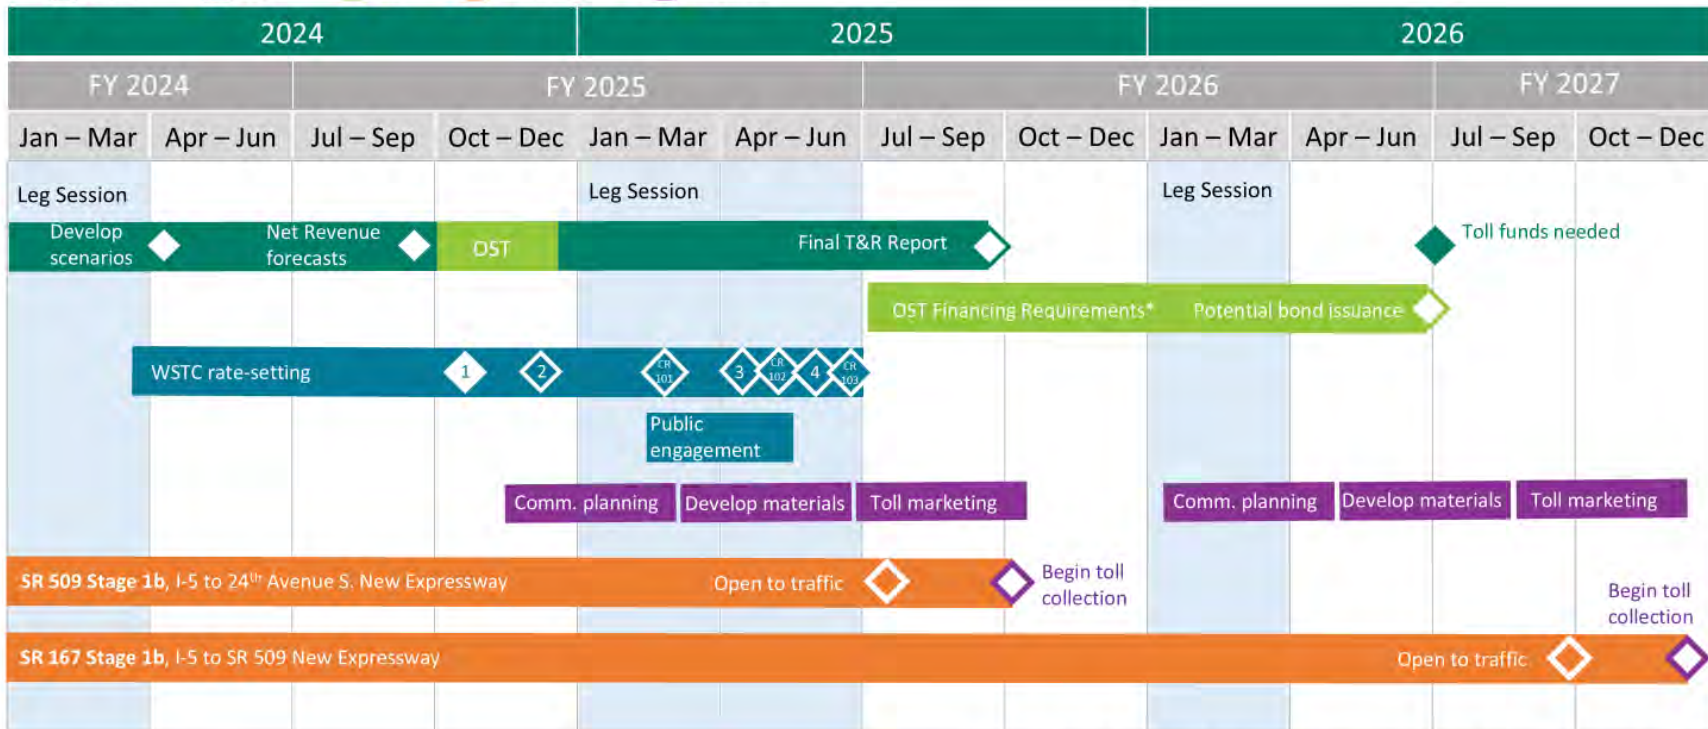 2024 2025 2026
FY 2024 FY 2025 FY 2026 FY 2027
Jan – Mar Apr – Jun Jul – Sep Oct – Dec Jan – Mar Apr – Jun Jul – Sep Oct – Dec Jan – Mar Apr – Jun Jul – Sep Oct – Dec
Leg Session Leg Session Leg Session
Develop
scenarios
Net Revenue
forecasts
OST
Final T&R Report
Toll funds needed
OST Financing Requirements* Potential bond issuance
WSTC rate-setting
1
2
CR
101
3
CR
102
4
CR
103
Public
engagement
Comm. planning Develop materials Toll marketing Comm. planning Develop materials Toll marketing
SR 509 Stage 1b, I-5 to 24th Avenue S. New Expressway Open to traffic
Begin toll
collection
Begin toll
collection
SR 167 Stage 1b, I-5 to SR 509 New Expressway Open to traffic